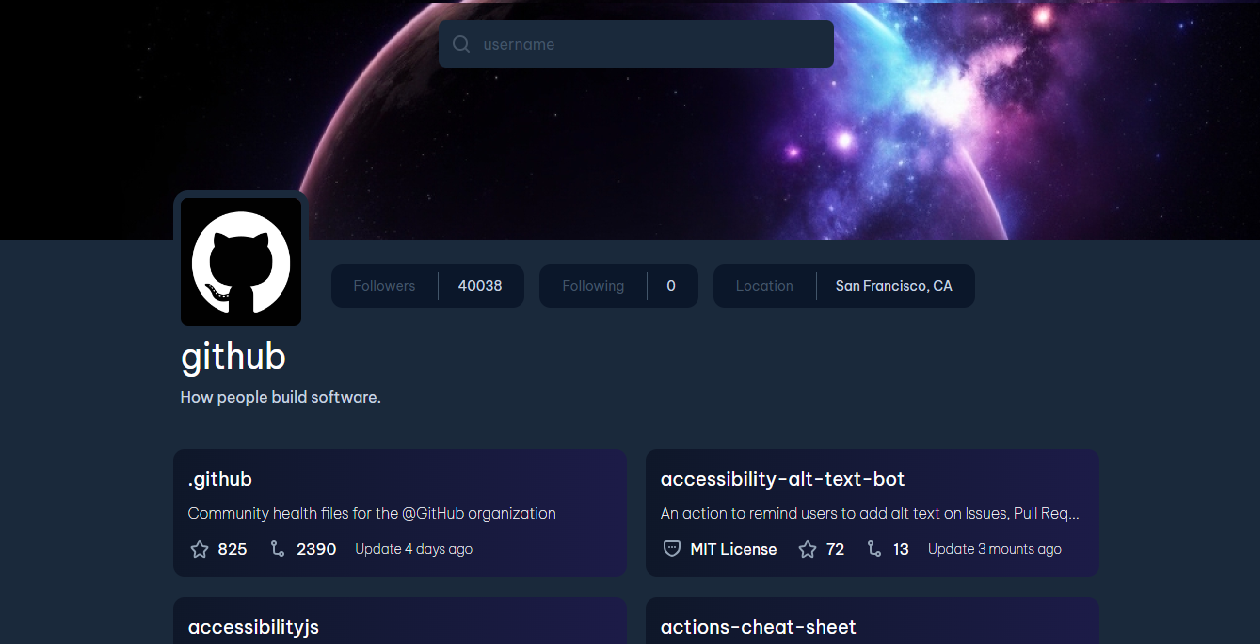 username
Followers 40038 Following 0 Location San Francisco, CA
github
How people build software.
.github accessibility-alt-text-bot
Community health files for the @GitHub organization An action to remind users to add alt text on Issues, Pull Req...
825 2390 Update 4 days ago MIT License 72 13 Update 3 mounts ago
accessibilityjs actions-cheat-sheet